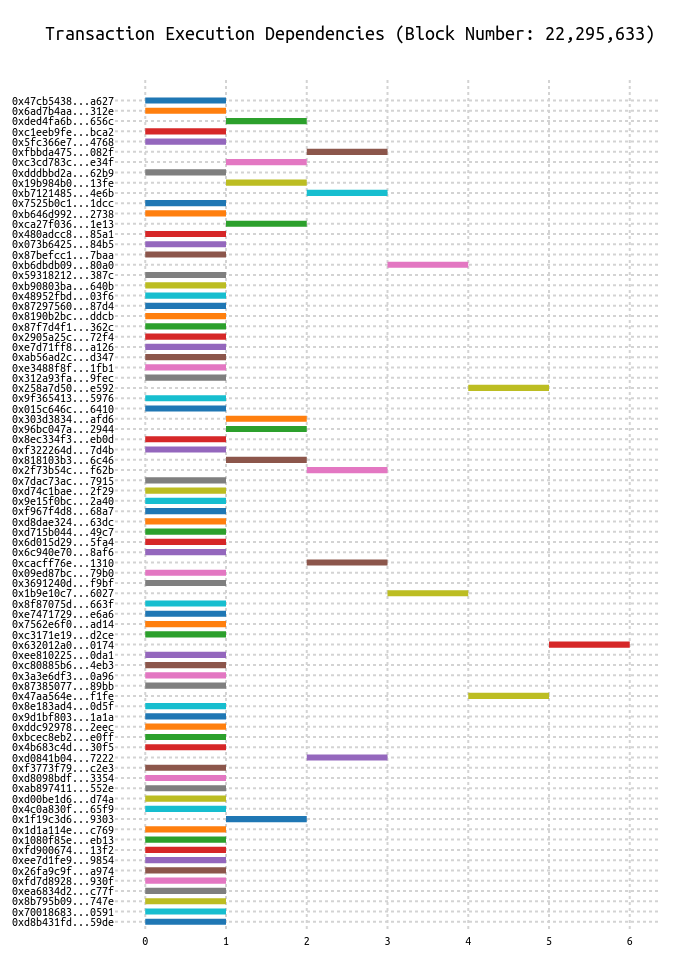 Transaction Execution Dependencies (Block Number: 22,295,633)
0x47cb5438...a627
0x6ad7b4aa...312e
0xded4fa6b...656c
0xc1eeb9fe...bca2
0x5fc366e7...4768
0xfbbda475...082f
0xc3cd783c...e34f
0xdddbbd2a...62b9
0x19b984b0...13fe
0xb7121485...4e6b
0x7525b0c1...1dcc
0xb646d992...2738
0xca27f036...1e13
0x480adcc8...85a1
0x073b6425...84b5
0x87befcc1...7baa
0xb6dbdb09...80a0
0x59318212...387c
0xb90803ba...640b
0x48952fbd...03f6
0x87297560...87d4
0x8190b2bc...ddcb
0x87f7d4f1...362c
0x2905a25c...72f4
0xe7d71ff8...a126
0xab56ad2c...d347
0xe3488f8f...1fb1
0x312a93fa...9fec
0x258a7d50...e592
0x9f365413...5976
0x015c646c...6410
0x303d3834...afd6
0x96bc047a...2944
0x8ec334f3...eb0d
0xf322264d...7d4b
0x818103b3...6c46
0x2f73b54c...f62b
0x7dac73ac...7915
0xd74c1bae...2f29
0x9e15f0bc...2a40
0xf967f4d8...68a7
0xd8dae324...63dc
0xd715b044...49c7
0x6d015d29...5fa4
0x6c940e70...8af6
0xcacff76e...1310
0x09ed87bc...79b0
0x3691240d...f9bf
0x1b9e10c7...6027
0x8f87075d...663f
0xe7471729...e6a6
0x7562e6f0...ad14
0xc3171e19...d2ce
0x632012a0...0174
0xee810225...0da1
0xc80885b6...4eb3
0x3a3e6df3...0a96
0x87385077...89bb
0x47aa564e...f1fe
0x8e183ad4...0d5f
0x9d1bf803...1a1a
0xddc92978...2eec
0xbcec8eb2...e0ff
0x4b683c4d...30f5
0xd0841b04...7222
0xf3773f79...c2e3
0xd8098bdf...3354
0xab897411...552e
0xd00be1d6...d74a
0x4c0a830f...65f9
0x1f19c3d6...9303
0x1d1a114e...c769
0x1080f85e...eb13
0xfd900674...13f2
0xee7d1fe9...9854
0x26fa9c9f...a974
0xfd7d8928...930f
0xea6834d2...c77f
0x8b795b09...747e
0x70018683...0591
0xd8b431fd...59de
0 1 2 3 4 5 6